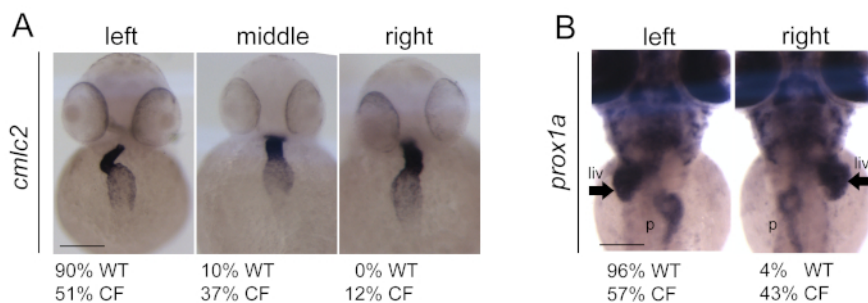 A
left middle right
cmlc2
90% WT 10% WT 0% WT
51% CF 37% CF 12% CF
B
left right
prox1a
liv
liv
p
p
96% WT 4% WT
57% CF 43% CF